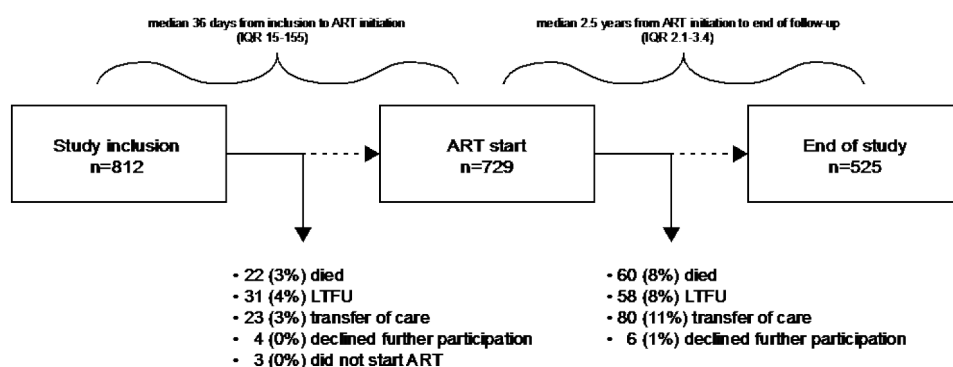 median 36 days from inclusion to ART initiation
(IQR 15-155)
median 2.5 years from ART initiation to end of follow-up
(IQR 2.1-3.4)
Study inclusion
n=812
ART start
n=729
End of study
n=525
• 22 (3%) died
• 31 (4%) LTFU
• 23 (3%) transfer of care
• 4 (0%) declined further participation
• 3 (0%) did not start ART
• 60 (8%) died
• 58 (8%) LTFU
• 80 (11%) transfer of care
• 6 (1%) declined further participation